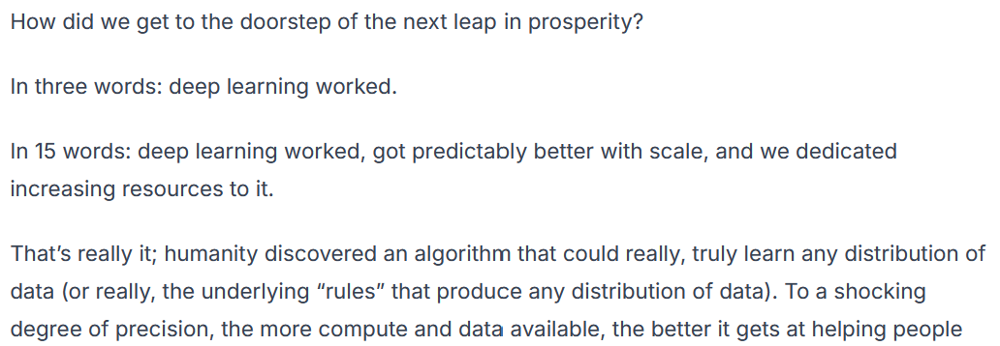 How did we get to the doorstep of the next leap in prosperity?
In three words: deep learning worked.
In 15 words: deep learning worked, got predictably better with scale, and we dedicated
increasing resources to it.
That’s really it; humanity discovered an algorithm that could really, truly learn any distribution of
data (or really, the underlying “rules” that produce any distribution of data). To a shocking
degree of precision, the more compute and data available, the better it gets at helping people